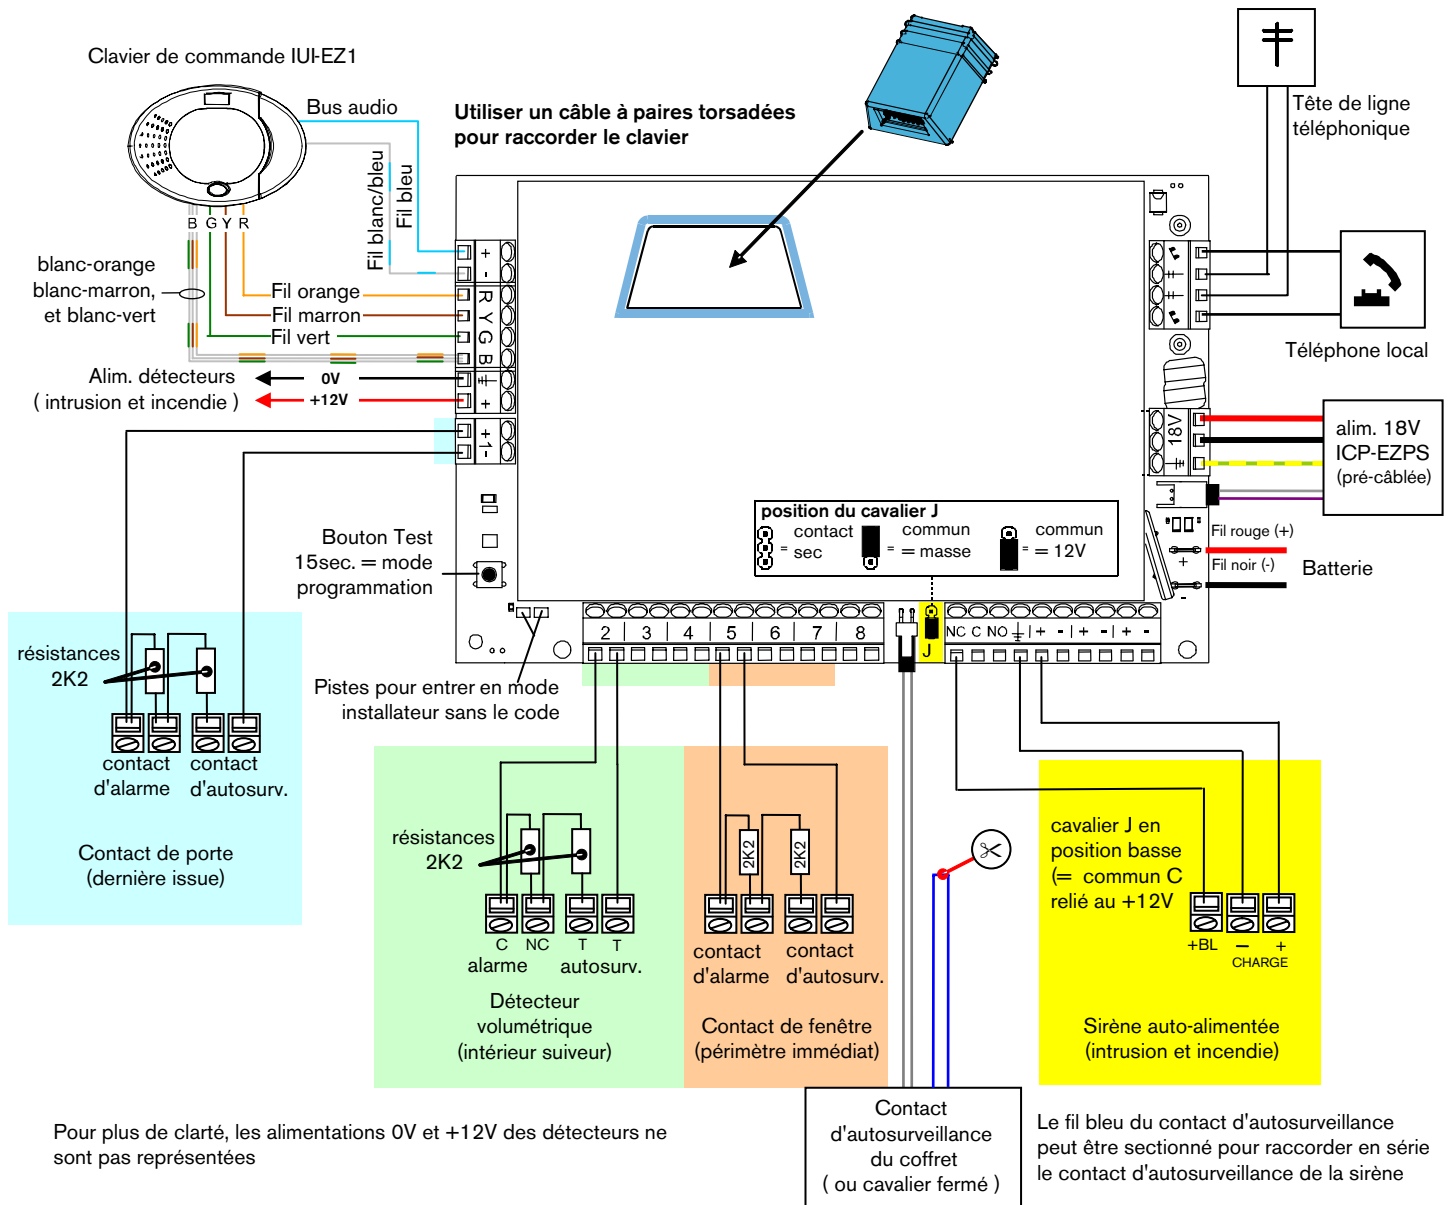 Clavier de commande IUI-EZ1
Bus audio
Utiliser un câble à paires torsadées
pour raccorder le clavier
Tête de ligne
téléphonique
Fil blanc/bleu
Fil bleu
B G Y R
blanc-orange
blanc-marron,
et blanc-vert
Fil orange
Fil marron
Fil vert
+
-
R
Y
G
B
+
+1-
Alim. détecteurs
( intrusion et incendie )
0V
+12V
Téléphone local
18V
alim. 18V
ICP-EZPS
(pré-câblée)
Fil rouge (+)
+
Fil noir (-)
-
Batterie
position du cavalier J
= contact
sec
commun
= masse
commun
= 12V
Bouton Test
15sec. = mode
programmation
2 | 3 | 4 | 5 | 6 | 7 | 8
J
NC C NO | + - | + - | + -
Pistes pour entrer en mode
installateur sans le code
résistances
2K2
contact
d'alarme
contact
d'autosurv.
Contact de porte
(dernière issue)
résistances
2K2
C NC T T
alarme autosurv.
Détecteur
volumétrique
(intérieur suiveur)
2K2
2K2
contact
d'alarme
contact
d'autosurv.
Contact de fenêtre
(périmètre immédiat)
cavalier J en
position basse
(= commun C
relié au +12V
+BL – +
CHARGE
Sirène auto-alimentée
(intrusion et incendie)
Contact
d'autosurveillance
du coffret
( ou cavalier fermé )
Pour plus de clarté, les alimentations 0V et +12V des détecteurs ne
sont pas représentées
Le fil bleu du contact d'autosurveillance
peut être sectionné pour raccorder en série
le contact d'autosurveillance de la sirène